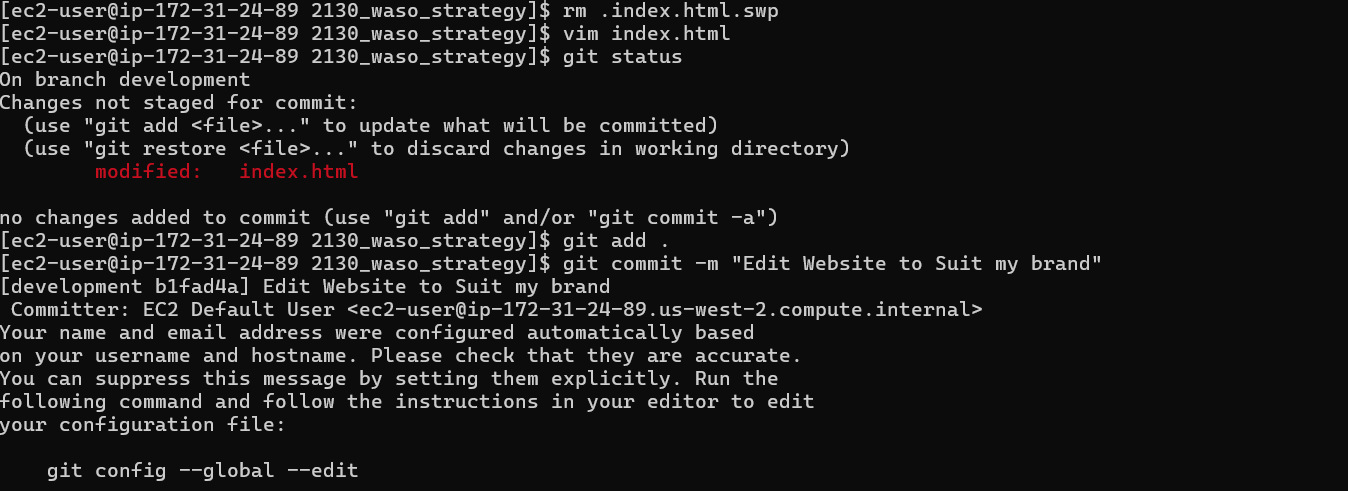 [ec2-user@ip-172-31-24-89 2130_waso_strategy]$ rm .index.html.swp
[ec2-user@ip-172-31-24-89 2130_waso_strategy]$ vim index.html
[ec2-user@ip-172-31-24-89 2130_waso_strategy]$ git status
On branch development
Changes not staged for commit:
  (use "git add <file>..." to update what will be committed)
  (use "git restore <file>..." to discard changes in working directory)
        modified:   index.html

no changes added to commit (use "git add" and/or "git commit -a")
[ec2-user@ip-172-31-24-89 2130_waso_strategy]$ git add .
[ec2-user@ip-172-31-24-89 2130_waso_strategy]$ git commit -m "Edit Website to Suit my brand"
[development b1fad4a] Edit Website to Suit my brand
 Committer: EC2 Default User <ec2-user@ip-172-31-24-89.us-west-2.compute.internal>
Your name and email address were configured automatically based
on your username and hostname. Please check that they are accurate.
You can suppress this message by setting them explicitly. Run the
following command and follow the instructions in your editor to edit
your configuration file:

    git config --global --edit